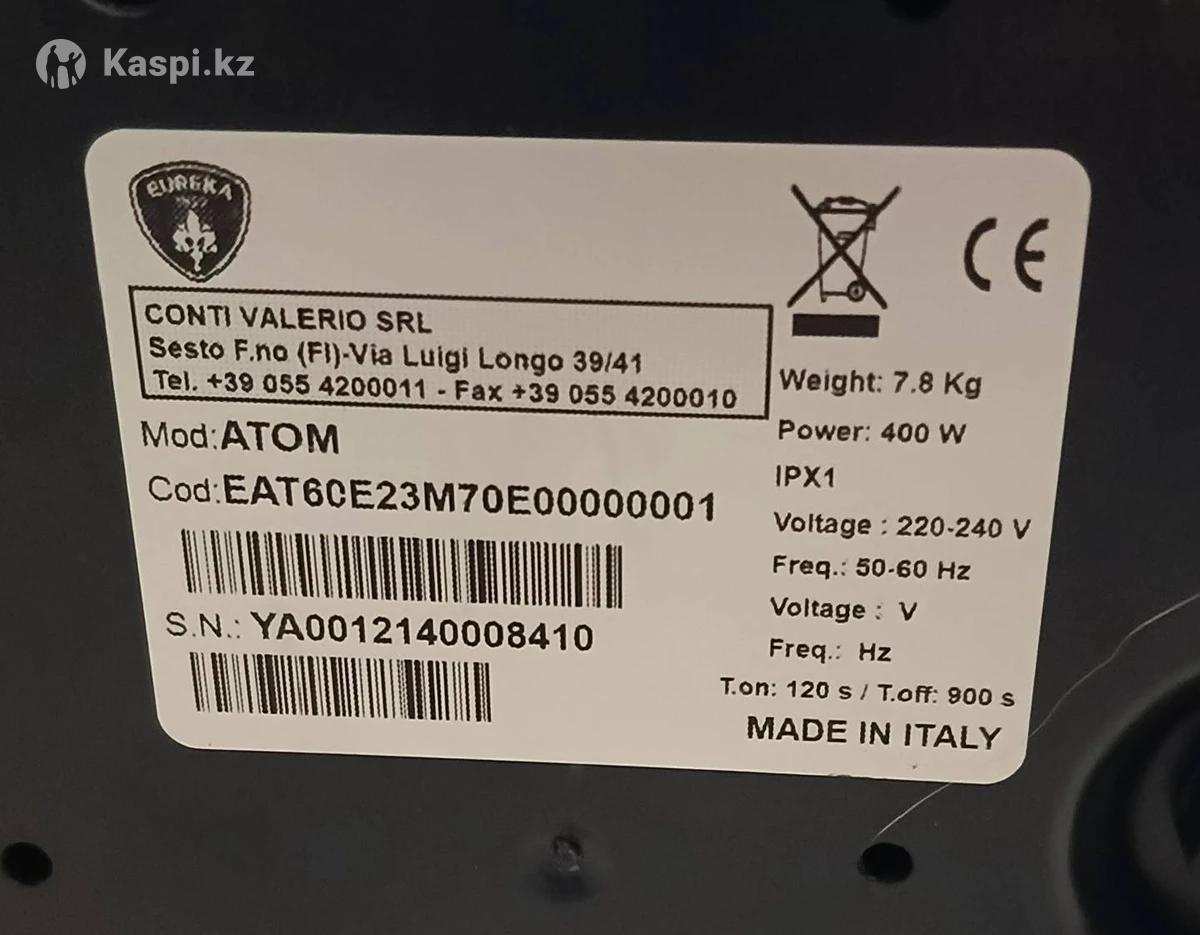 Kaspi.kz
EUREKA
CONTI VALERIO SRL
Sesto F.no (FI)-Via Luigi Longo 39/41
Tel. +39 055 4200011 - Fax +39 055 4200010
Mod:ATOM
Cod:EAT60E23M70E00000001
S.N.: YA0012140008410
CE
Weight: 7.8 Kg
Power: 400 W
IPX1
Voltage : 220-240 V
Freq.: 50-60 Hz
Voltage : V
Freq.: Hz
T.on: 120 s / T.off: 900 s
MADE IN ITALY